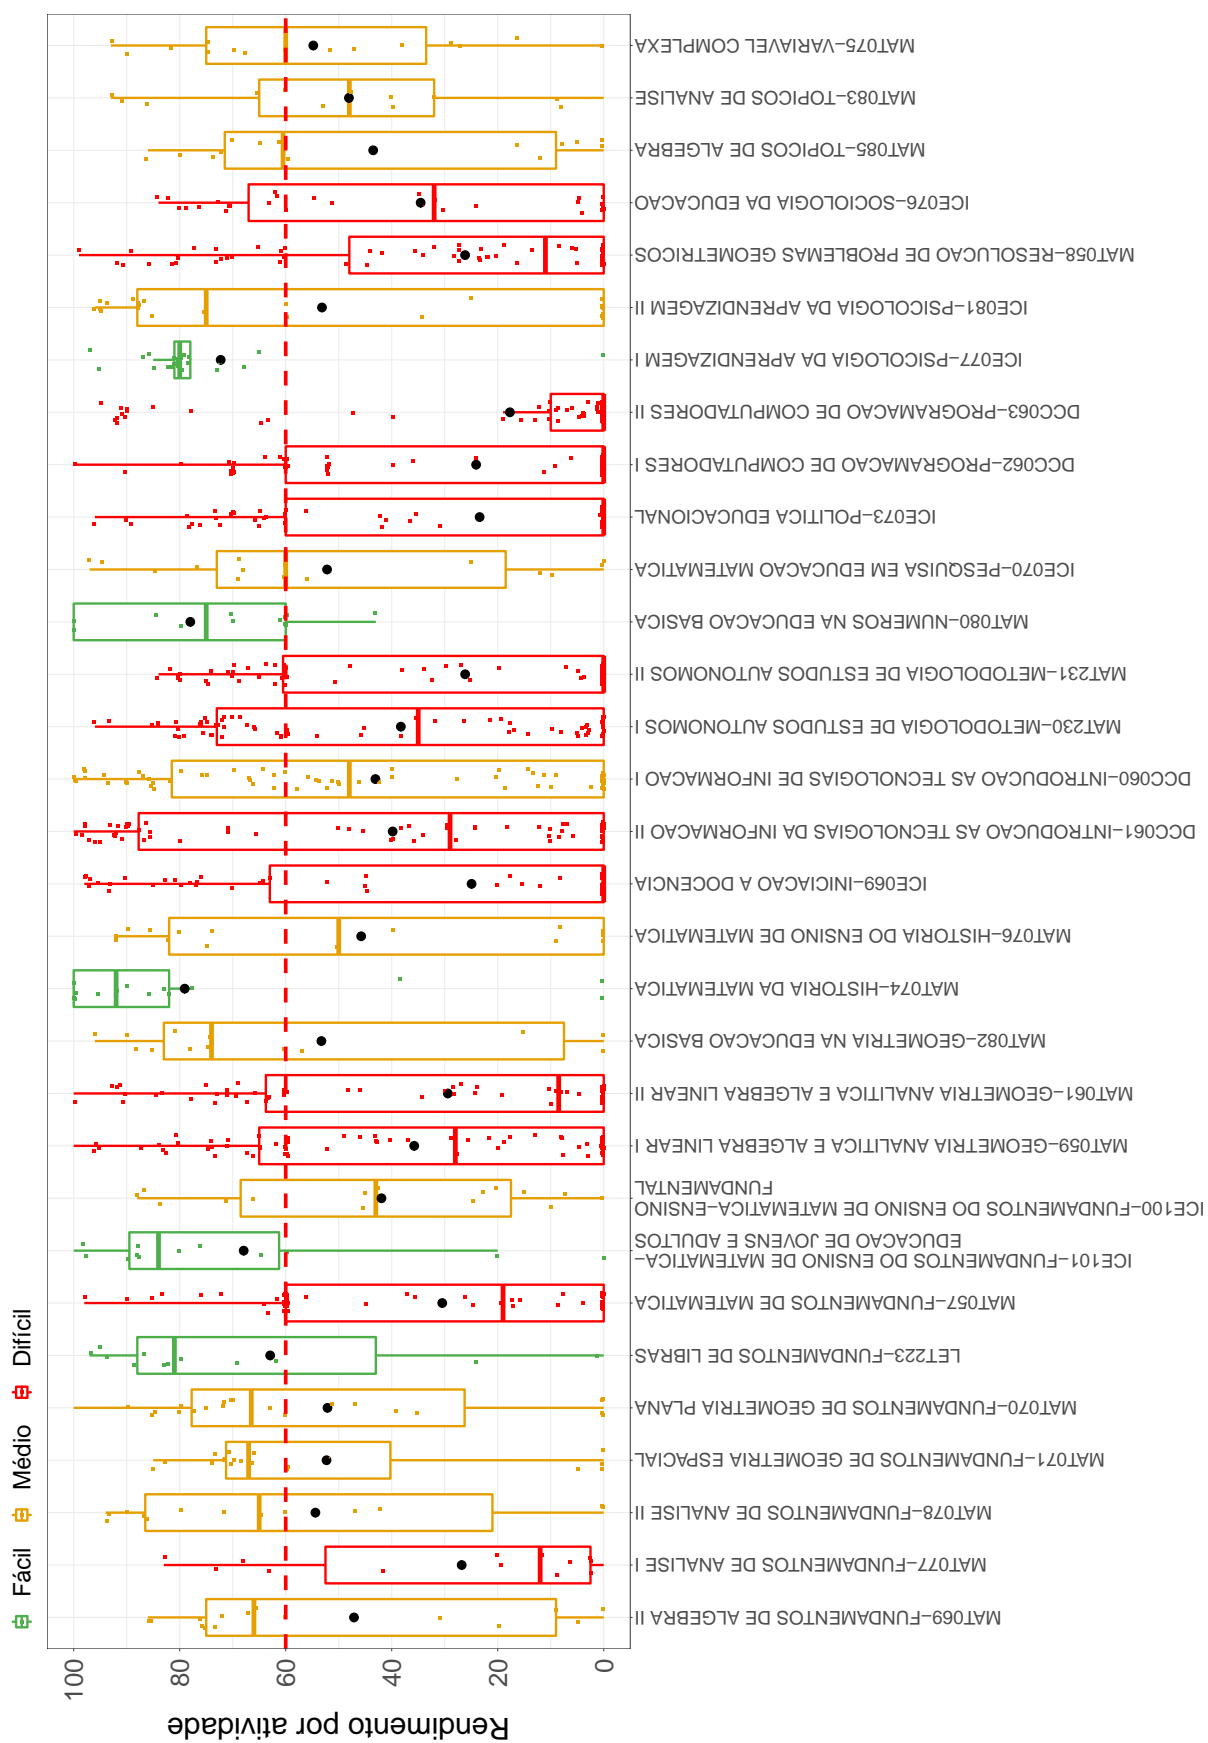 Fácil Médio Difícil
Rendimento por atividade
100
80
60
40
20
0
MAT069-FUNDAMENTOS DE ALGEBRA II
MAT077-FUNDAMENTOS DE ANALISE I
MAT078-FUNDAMENTOS DE ANALISE II
MAT071-FUNDAMENTOS DE GEOMETRIA ESPACIAL
MAT070-FUNDAMENTOS DE GEOMETRIA PLANA
LET223-FUNDAMENTOS DE LIBRAS
MAT057-FUNDAMENTOS DE MATEMATICA
ICE101-FUNDAMENTOS DO ENSINO DE MATEMATICA-
EDUCACAO DE JOVENS E ADULTOS
ICE100-FUNDAMENTOS DO ENSINO DE MATEMATICA-ENSINO
FUNDAMENTAL
MAT059-GEOMETRIA ANALITICA E ALGEBRA LINEAR I
MAT061-GEOMETRIA ANALITICA E ALGEBRA LINEAR II
MAT082-GEOMETRIA NA EDUCACAO BASICA
MAT074-HISTORIA DA MATEMATICA
MAT076-HISTORIA DO ENSINO DE MATEMATICA
ICE069-INICIACAO A DOCENCIA
DCC061-INTRODUCAO AS TECNOLOGIAS DA INFORMACAO II
DCC060-INTRODUCAO AS TECNOLOGIAS DE INFORMACAO I
MAT230-METODOLOGIA DE ESTUDOS AUTONOMOS I
MAT231-METODOLOGIA DE ESTUDOS AUTONOMOS II
MAT080-NUMEROS NA EDUCACAO BASICA
ICE070-PESQUISA EM EDUCACAO MATEMATICA
ICE073-POLITICA EDUCACIONAL
DCC062-PROGRAMACAO DE COMPUTADORES I
DCC063-PROGRAMACAO DE COMPUTADORES II
ICE077-PSICOLOGIA DA APRENDIZAGEM I
ICE081-PSICOLOGIA DA APRENDIZAGEM II
MAT058-RESOLUCAO DE PROBLEMAS GEOMETRICOS
ICE076-SOCIOLOGIA DA EDUCACAO
MAT085-TOPICOS DE ALGEBRA
MAT083-TOPICOS DE ANALISE
MAT075-VARIAVEL COMPLEXA